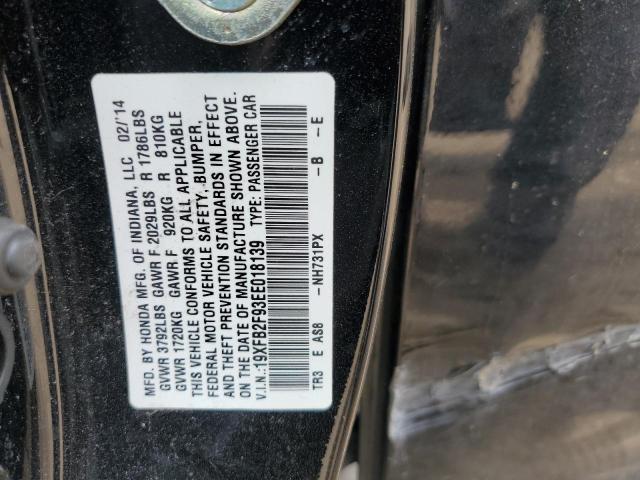 MFD. BY HONDA MFG. OF INDIANA, LLC 02/'14
GVWR 3792LBS GAWR F 2029LBS R 1786LBS
GVWR 1720KG GAWR F 920KG R 810KG
THIS VEHICLE CONFORMS TO ALL APPLICABLE
FEDERAL MOTOR VEHICLE SAFETY, BUMPER,
AND THEFT PREVENTION STANDARDS IN EFFECT
ON THE DATE OF MANUFACTURE SHOWN ABOVE.
V.I.N.:19XFB2F93EE018139 TYPE: PASSENGER CAR
TR3 E AS8 -NH731PX -B -E